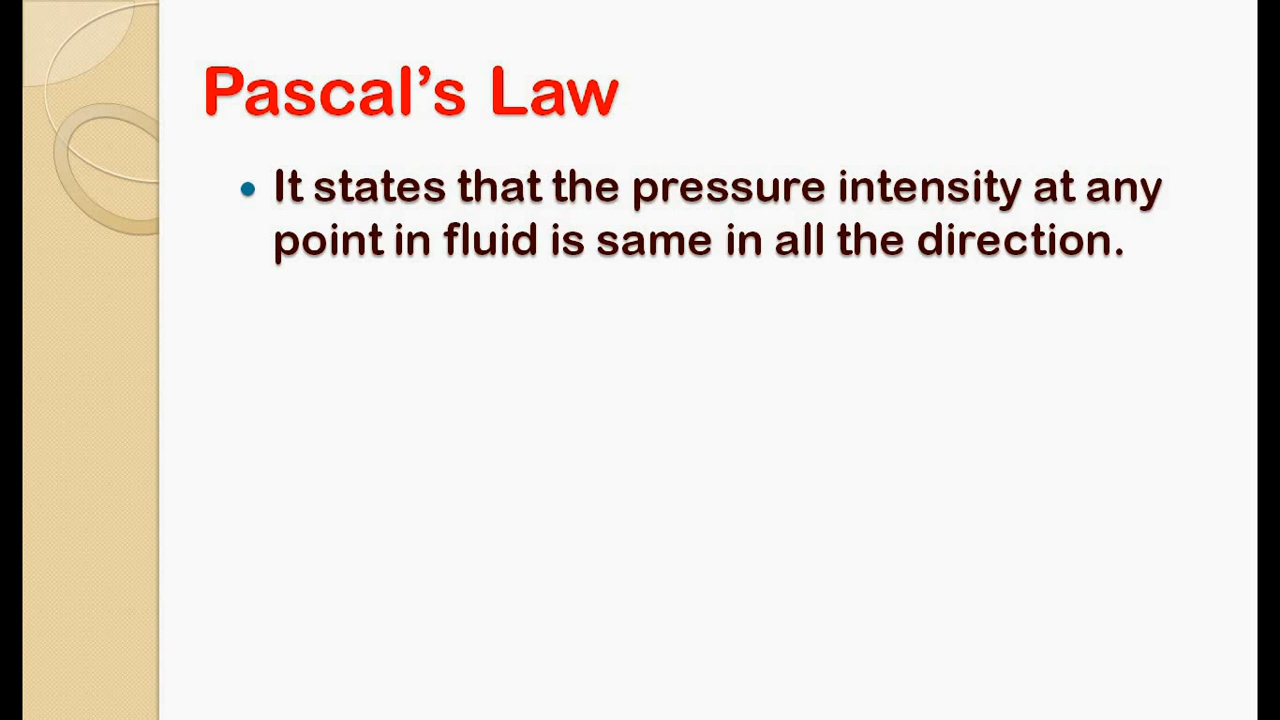 Pascal’s Law
• It states that the pressure intensity at any
point in fluid is same in all the direction.